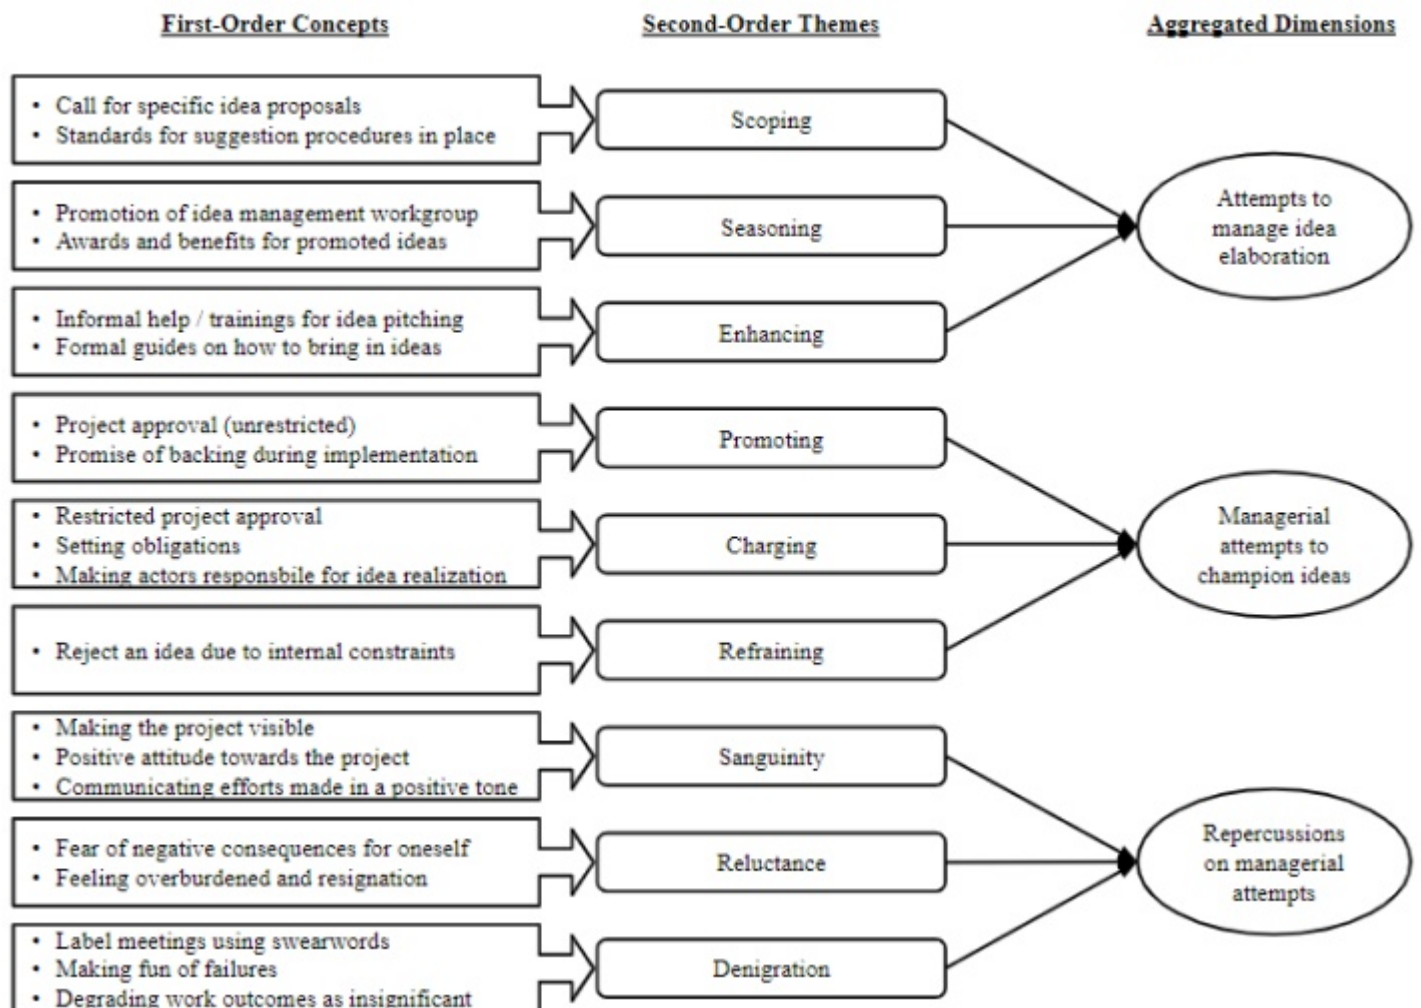 First-Order Concepts
Second-Order Themes
Aggregated Dimensions
• Call for specific idea proposals
• Standards for suggestion procedures in place
Scoping
• Promotion of idea management workgroup
• Awards and benefits for promoted ideas
Seasoning
• Informal help / trainings for idea pitching
• Formal guides on how to bring in ideas
Enhancing
Attempts to
manage idea
elaboration
• Project approval (unrestricted)
• Promise of backing during implementation
Promoting
• Restricted project approval
• Setting obligations
• Making actors responsbile for idea realization
Charging
• Reject an idea due to internal constraints
Refraining
Managerial
attempts to
champion ideas
• Making the project visible
• Positive attitude towards the project
• Communicating efforts made in a positive tone
Sanguinity
• Fear of negative consequences for oneself
• Feeling overburdened and resignation
Reluctance
• Label meetings using swearwords
• Making fun of failures
• Degrading work outcomes as insignificant
Denigration
Repercussions
on managerial
attempts